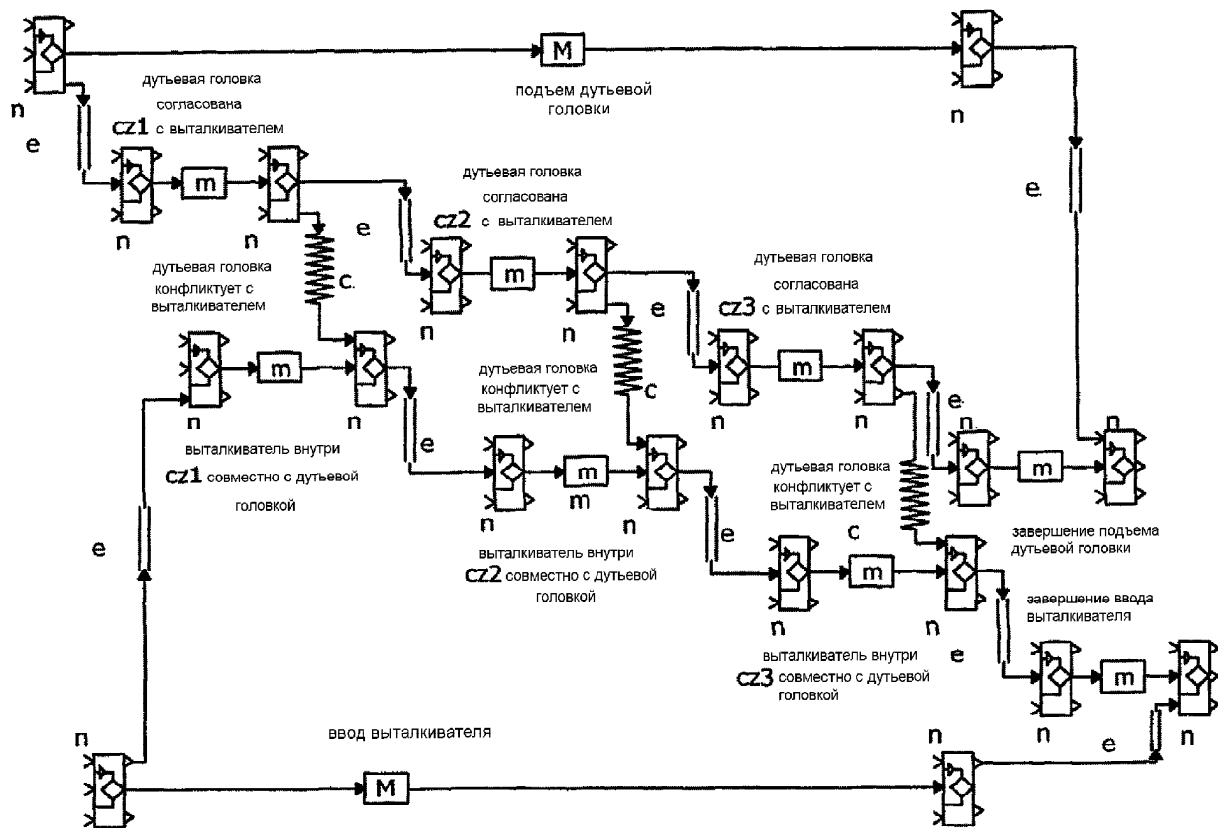 M
n
подъем дутьевой
головки
n
e
дутьевая головка
согласована
cz1 с выталкивателем
e
m
n
n
дутьевая головка
согласована
cz2 с выталкивателем
e
e
m
n
n
c.
дутьевая головка
конфликтует с
выталкивателем
m
n
n
выталкиватель внутри
cz1 совместно с дутьевой
головкой
e
дутьевая головка
согласована
cz3 с выталкивателем
e
m
n
n
дутьевая головка
конфликтует с
выталкивателем
c
e
m
m
n
n
выталкиватель внутри
cz2 совместно с дутьевой
головкой
e.
n
n
m
завершение подъема
дутьевой головки
дутьевая головка
конфликтует с
выталкивателем
c
e
m
n
n
выталкиватель внутри
cz3 совместно с дутьевой
головкой
e
завершение ввода
выталкивателя
m
n
n
n
ввод выталкивателя
M
n
e